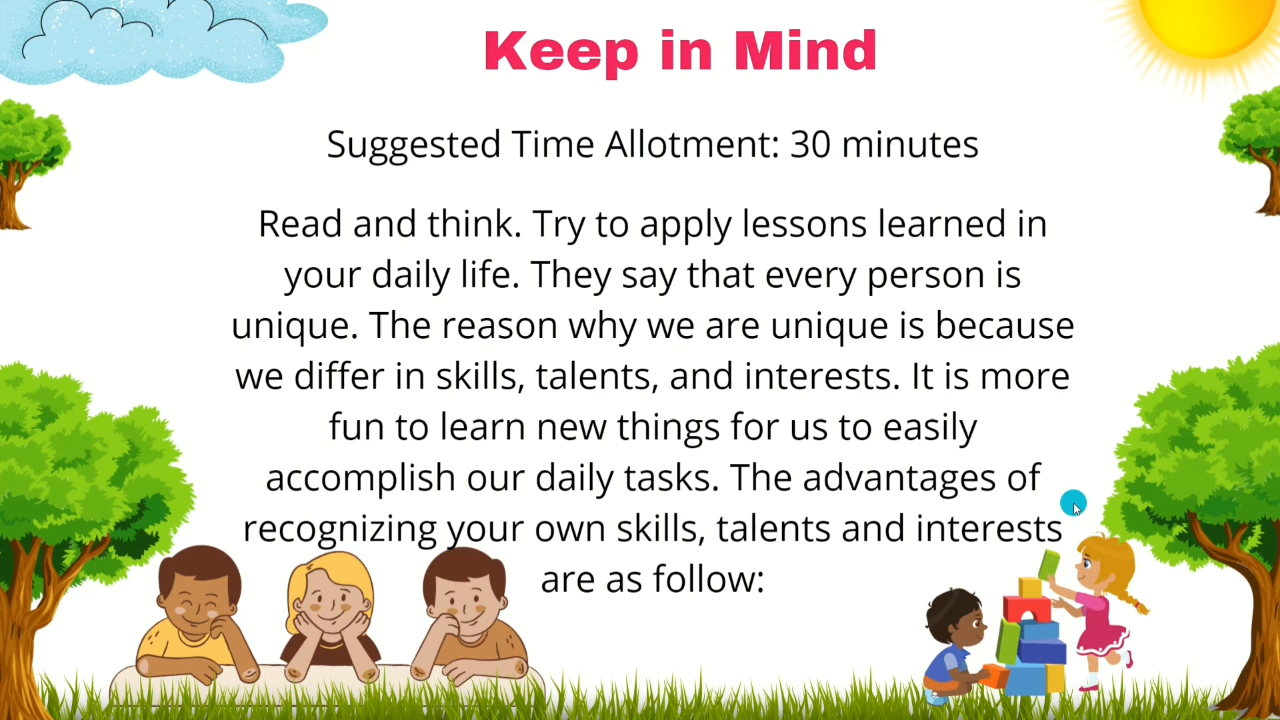 Keep in Mind
Suggested Time Allotment: 30 minutes
Read and think. Try to apply lessons learned in
your daily life. They say that every person is
unique. The reason why we are unique is because
we differ in skills, talents, and interests. It is more
fun to learn new things for us to easily
accomplish our daily tasks. The advantages of
recognizing your own skills, talents and interests
are as follow: